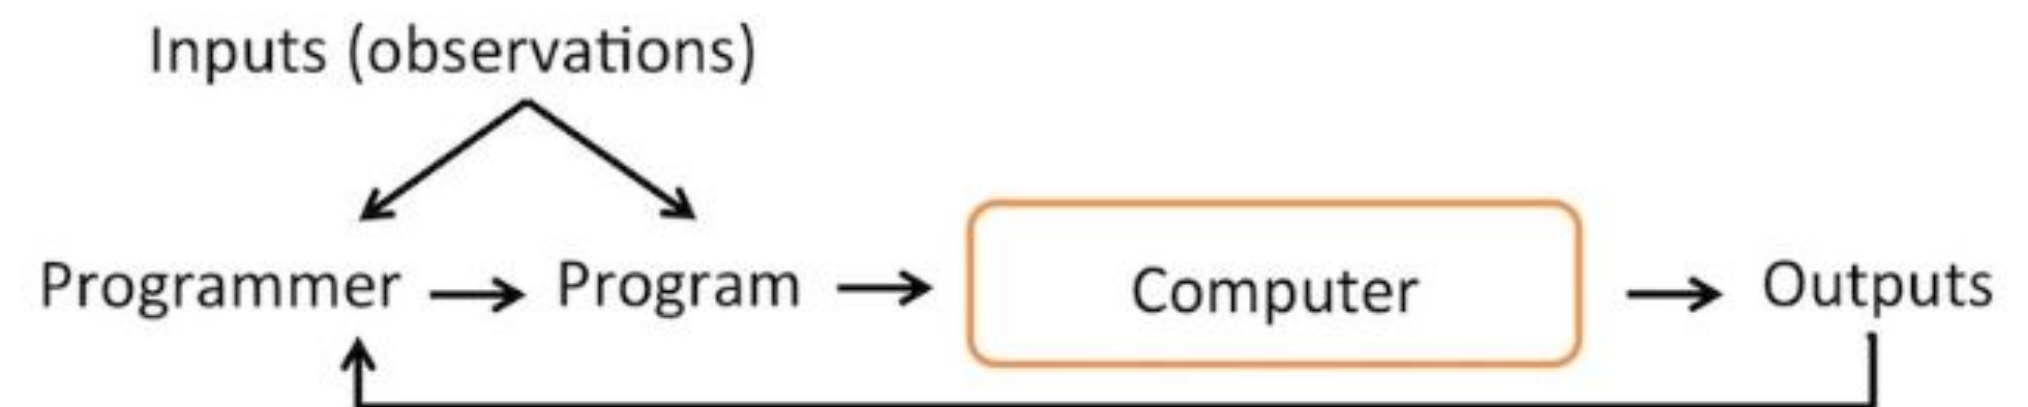 Inputs (observations)
Programmer → Program → Computer → Outputs